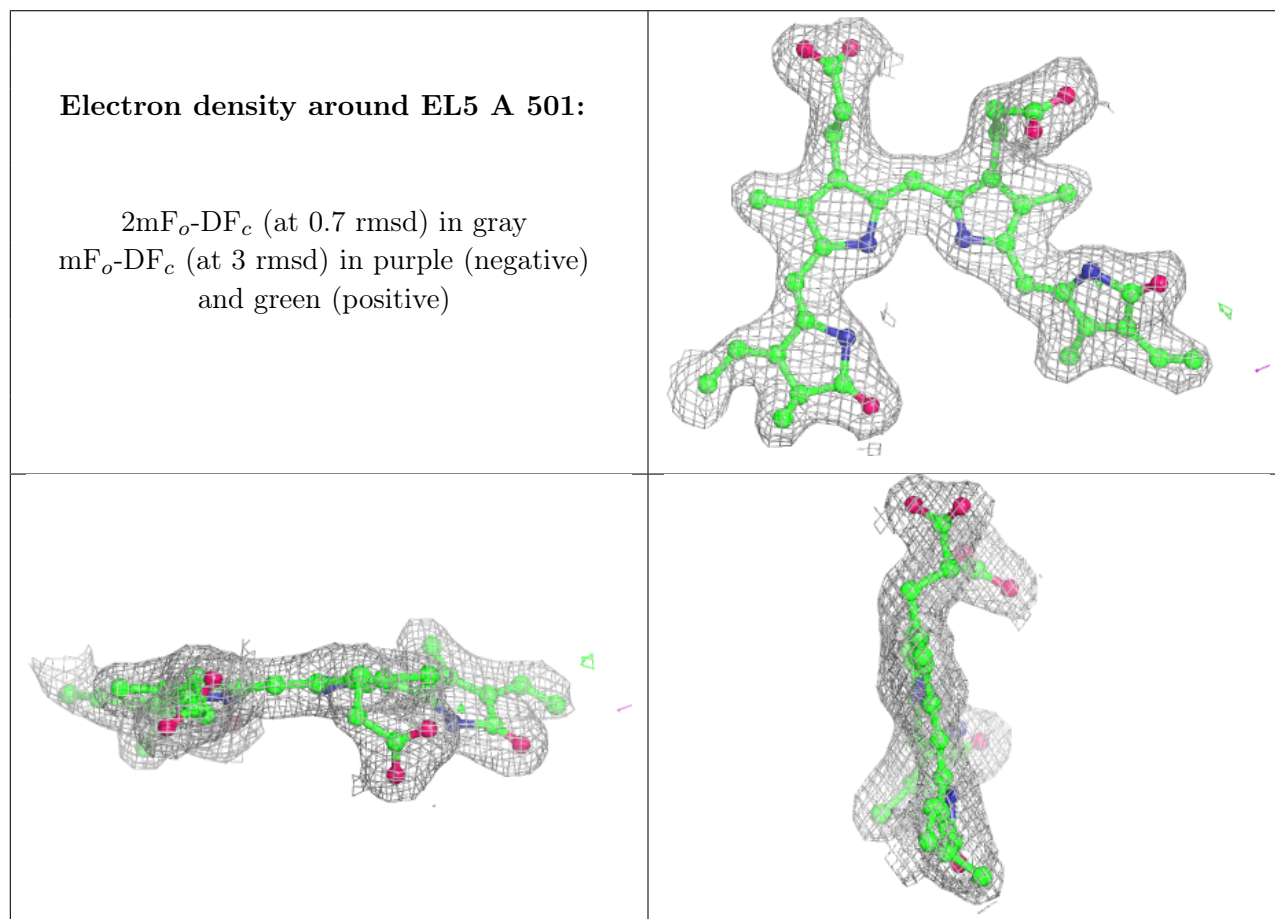 Electron density around EL5 A 501:
2mFo-DFc (at 0.7 rmsd) in gray
mFo-DFc (at 3 rmsd) in purple (negative)
and green (positive)